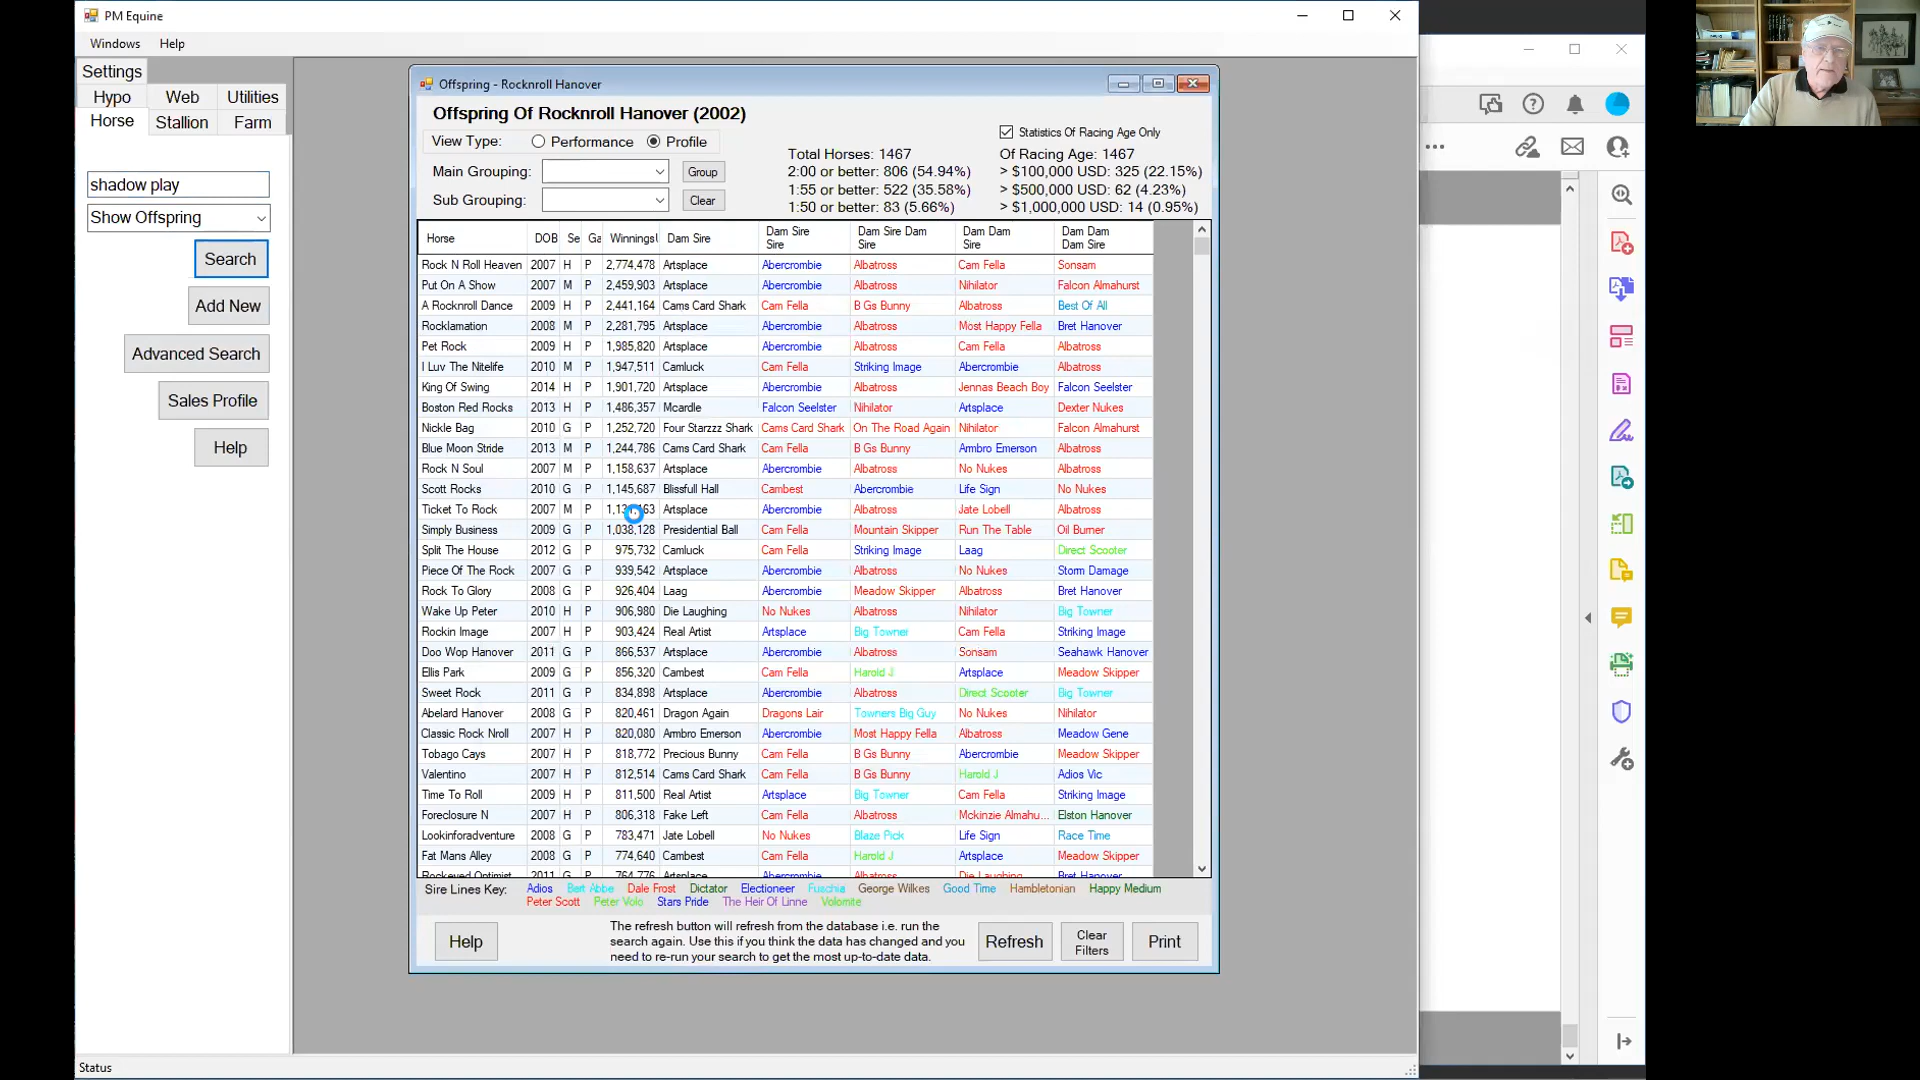 PM Equine
Windows Help
Settings
Hypo Web Utilities
Horse Stallion Farm
shadow play
Show Offspring
Search
Add New
Advanced Search
Sales Profile
Help
Offspring - Rocknroll Hanover
Offspring Of Rocknroll Hanover (2002)
View Type: Performance Profile
Main Grouping: Group
Sub Grouping: Clear
Statistics Of Racing Age Only
Total Horses: 1467 Of Racing Age: 1467
2:00 or better: 806 (54.94%) > $100,000 USD: 325 (22.15%)
1:55 or better: 522 (35.58%) > $500,000 USD: 62 (4.23%)
1:50 or better: 83 (5.66%) > $1,000,000 USD: 14 (0.95%)
Horse DOB Se Ga WinningsU Dam Sire Dam Sire Sire Dam Sire Dam Sire Dam Dam Sire Dam Dam Dam Sire
Rock N Roll Heaven 2007 H P 2,774,478 Artsplace Abercrombie Albatross Cam Fella Sonsam
Put On A Show 2007 M P 2,459,903 Artsplace Abercrombie Albatross Nihilator Falcon Almahurst
A Rocknroll Dance 2009 H P 2,441,164 Cams Card Shark Cam Fella B Gs Bunny Albatross Best Of All
Rocklamation 2008 M P 2,281,795 Artsplace Abercrombie Albatross Most Happy Fella Bret Hanover
Pet Rock 2009 H P 1,985,820 Artsplace Abercrombie Albatross Cam Fella Albatross
I Luv The Nitelife 2010 M P 1,947,511 Camluck Cam Fella Striking Image Abercrombie Albatross
King Of Swing 2014 H P 1,901,720 Artsplace Abercrombie Albatross Jennas Beach Boy Falcon Seelster
Boston Red Rocks 2013 H P 1,486,357 Mcardle Falcon Seelster Nihilator Artsplace Dexter Nukes
Nickle Bag 2010 G P 1,252,720 Four Starzzz Shark Cams Card Shark On The Road Again Nihilator Falcon Almahurst
Blue Moon Stride 2013 M P 1,244,786 Cams Card Shark Cam Fella B Gs Bunny Ambro Emerson Albatross
Rock N Soul 2007 M P 1,158,637 Artsplace Abercrombie Albatross No Nukes Albatross
Scott Rocks 2010 G P 1,145,687 Blissfull Hall Cambest Abercrombie Life Sign No Nukes
Ticket To Rock 2007 M P Artsplace Abercrombie Albatross Jate Lobell Albatross
Simply Business 2009 G P 1,038,128 Presidential Ball Cam Fella Mountain Skipper Run The Table Oil Burner
Split The House 2012 G P 975,732 Camluck Cam Fella Striking Image Laag Direct Scooter
Piece Of The Rock 2007 G P 939,542 Artsplace Abercrombie Albatross No Nukes Storm Damage
Rock To Glory 2008 G P 926,404 Laag Abercrombie Meadow Skipper Albatross Bret Hanover
Wake Up Peter 2010 H P 906,980 Die Laughing No Nukes Albatross Nihilator Big Towner
Rockin Image 2007 H P 903,424 Real Artist Artsplace Big Towner Cam Fella Striking Image
Doo Wop Hanover 2011 G P 866,537 Artsplace Abercrombie Albatross Sonsam Seahawk Hanover
Ellis Park 2009 G P 856,320 Cambest Cam Fella Harold J Artsplace Meadow Skipper
Sweet Rock 2011 G P 834,898 Artsplace Abercrombie Albatross Direct Scooter Big Towner
Abelard Hanover 2008 G P 820,461 Dragon Again Dragons Lair Towners Big Guy No Nukes Nihilator
Classic Rock Nroll 2007 H P 820,080 Ambro Emerson Abercrombie Most Happy Fella Albatross Meadow Gene
Tobago Cays 2007 H P 818,772 Precious Bunny Cam Fella B Gs Bunny Abercrombie Meadow Skipper
Valentino 2007 H P 812,514 Cams Card Shark Cam Fella B Gs Bunny Harold J Adios Vic
Time To Roll 2009 H P 811,500 Real Artist Artsplace Big Towner Cam Fella Striking Image
Foreclosure N 2007 H P 806,318 Fake Left Cam Fella Albatross Mckinzie Almahu... Elston Hanover
Lookinforadventure 2008 G P 783,471 Jate Lobell No Nukes Blaze Pick Life Sign Race Time
Fat Mans Alley 2008 G P 774,640 Cambest Cam Fella Harold J Artsplace Meadow Skipper
Rockeyed Optimist 2011 G P 764,776 Artsplace Abercrombie Albatross Die Laughing Bret Hanover
Sire Lines Key: Adios Bert Abbe Dale Frost Dictator Electioneer Fuschia George Wilkes Good Time Hambletonian Happy Medium
Peter Scott Peter Volo Stars Pride The Heir Of Linne Volomite
Help
The refresh button will refresh from the database i.e. run the
search again. Use this if you think the data has changed and you
need to re-run your search to get the most up-to-date data.
Refresh
Clear
Filters
Print
Status